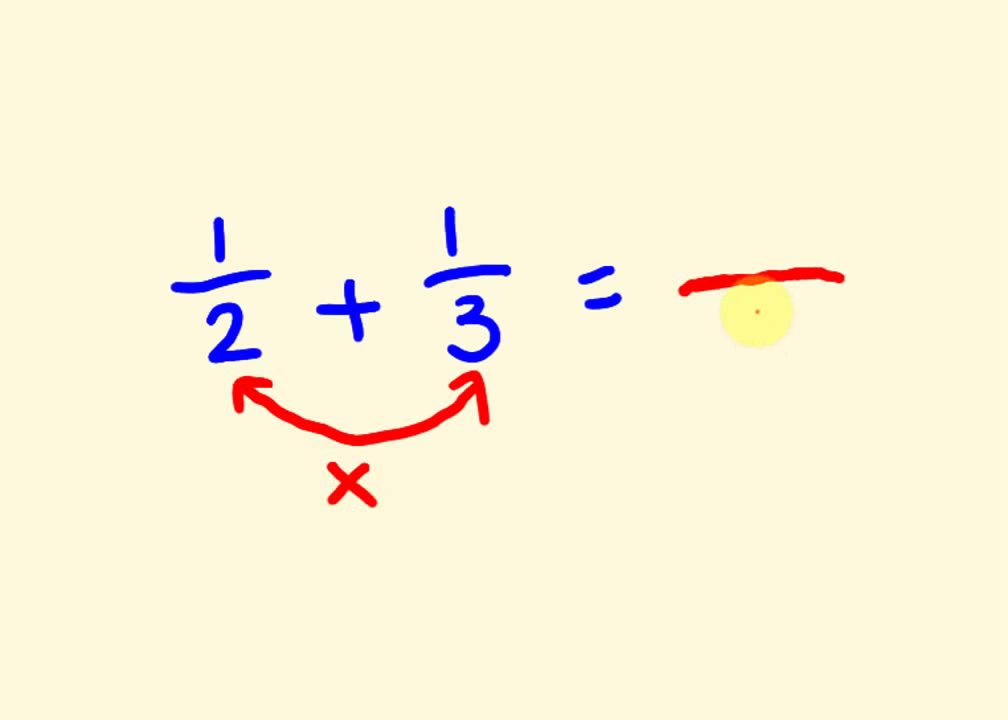 1/2 + 1/3 =
×